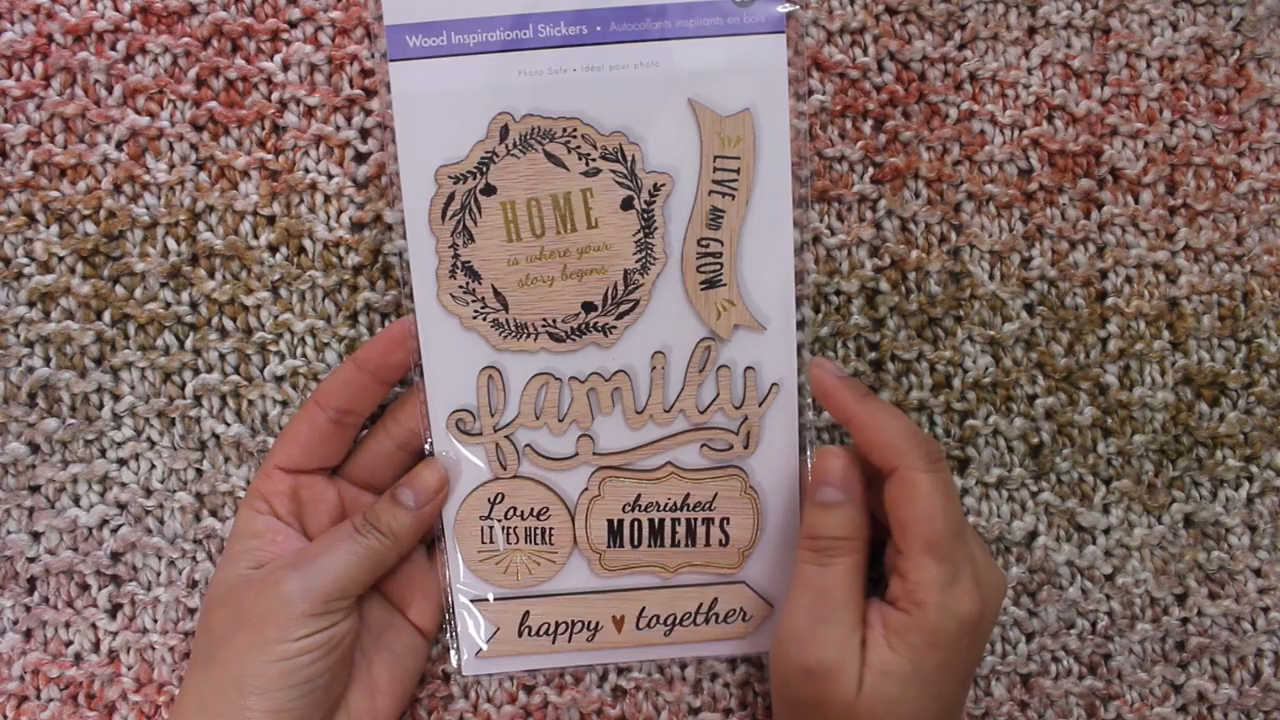 Wood Inspirational Stickers • Autocollants inspirants en bois
Photo Safe • Idéal pour photo
HOME
is where your
story begins
LIVE AND GROW
family
Love
LIVES HERE
cherished
MOMENTS
happy ♥ together